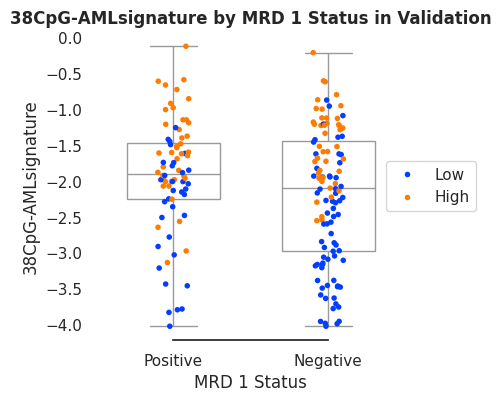 38CpG-AMLsignature by MRD 1 Status in Validation
0.0
−0.5
−1.0
−1.5
−2.0
−2.5
−3.0
−3.5
−4.0
38CpG-AMLsignature
Low
High
Positive
Negative
MRD 1 Status